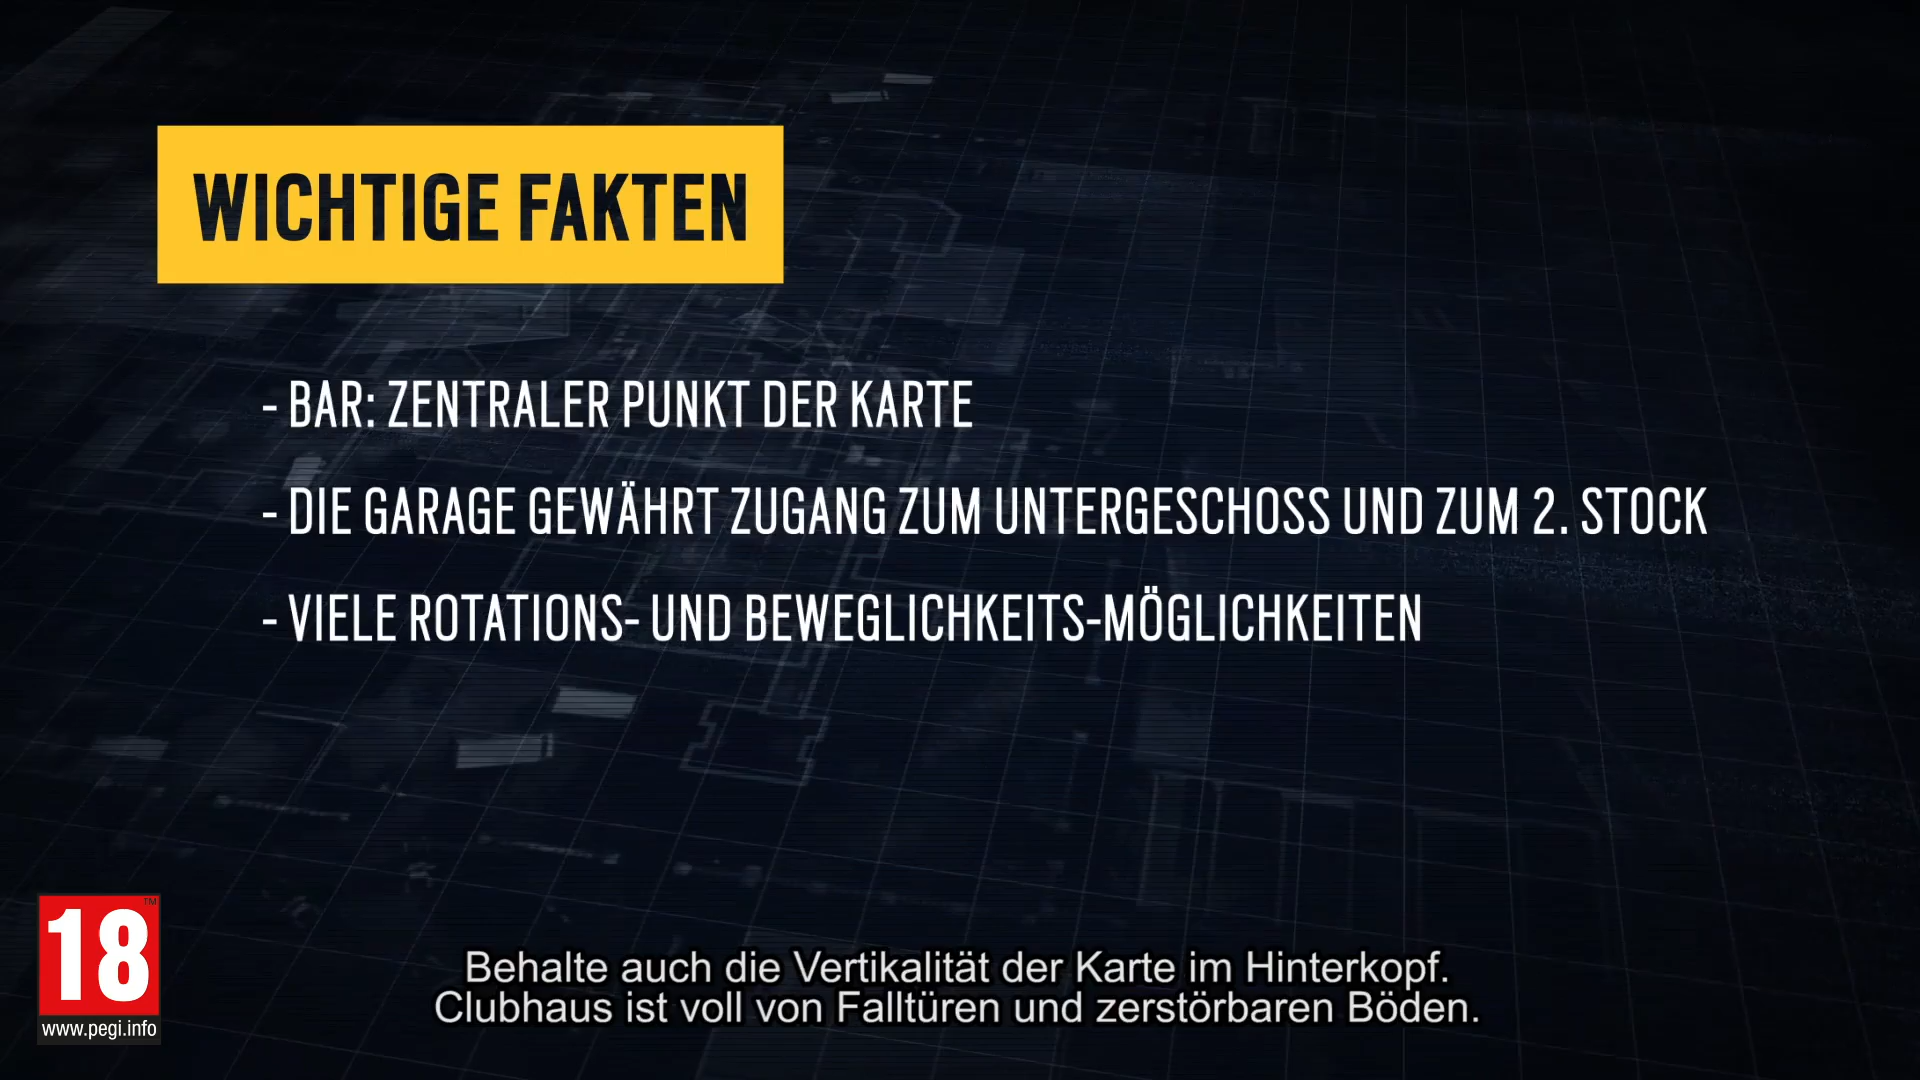 WICHTIGE FAKTEN
- BAR: ZENTRALER PUNKT DER KARTE
- DIE GARAGE GEWÄHRT ZUGANG ZUM UNTERGESCHOSS UND ZUM 2. STOCK
- VIELE ROTATIONS- UND BEWEGLICHKEITS-MÖGLICHKEITEN
18™
www.pegi.info
Behalte auch die Vertikalität der Karte im Hinterkopf.
Clubhaus ist voll von Falltüren und zerstörbaren Böden.